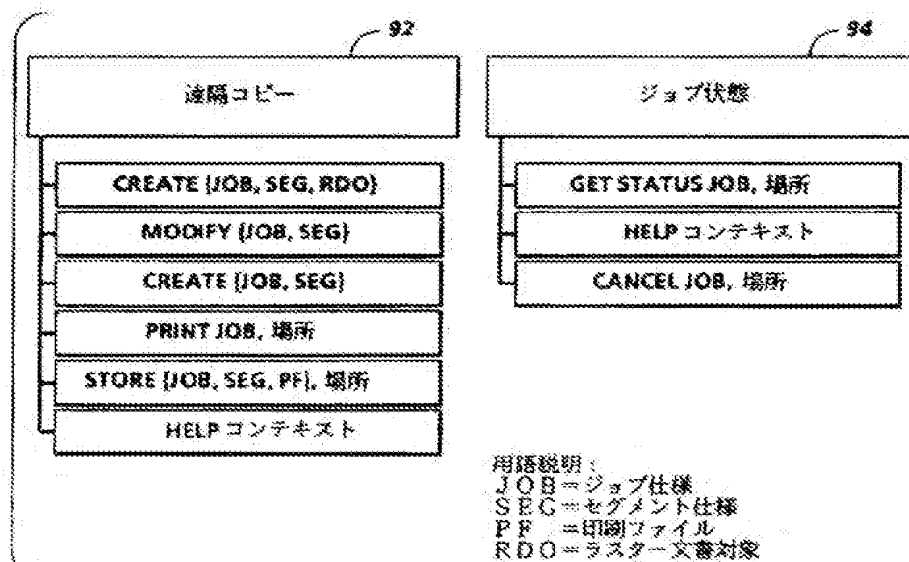 92
遠隔コピー
CREATE {JOB, SEG, RDO}
MODIFY {JOB, SEG}
CREATE {JOB, SEG}
PRINT JOB, 場所
STORE {JOB, SEG, PF}, 場所
HELP コンテキスト
94
ジョブ状態
GET STATUS JOB, 場所
HELP コンテキスト
CANCEL JOB, 場所
用語説明:
JOB=ジョブ仕様
SEG=セグメント仕様
PF =印刷ファイル
RDO=ラスター文書対象